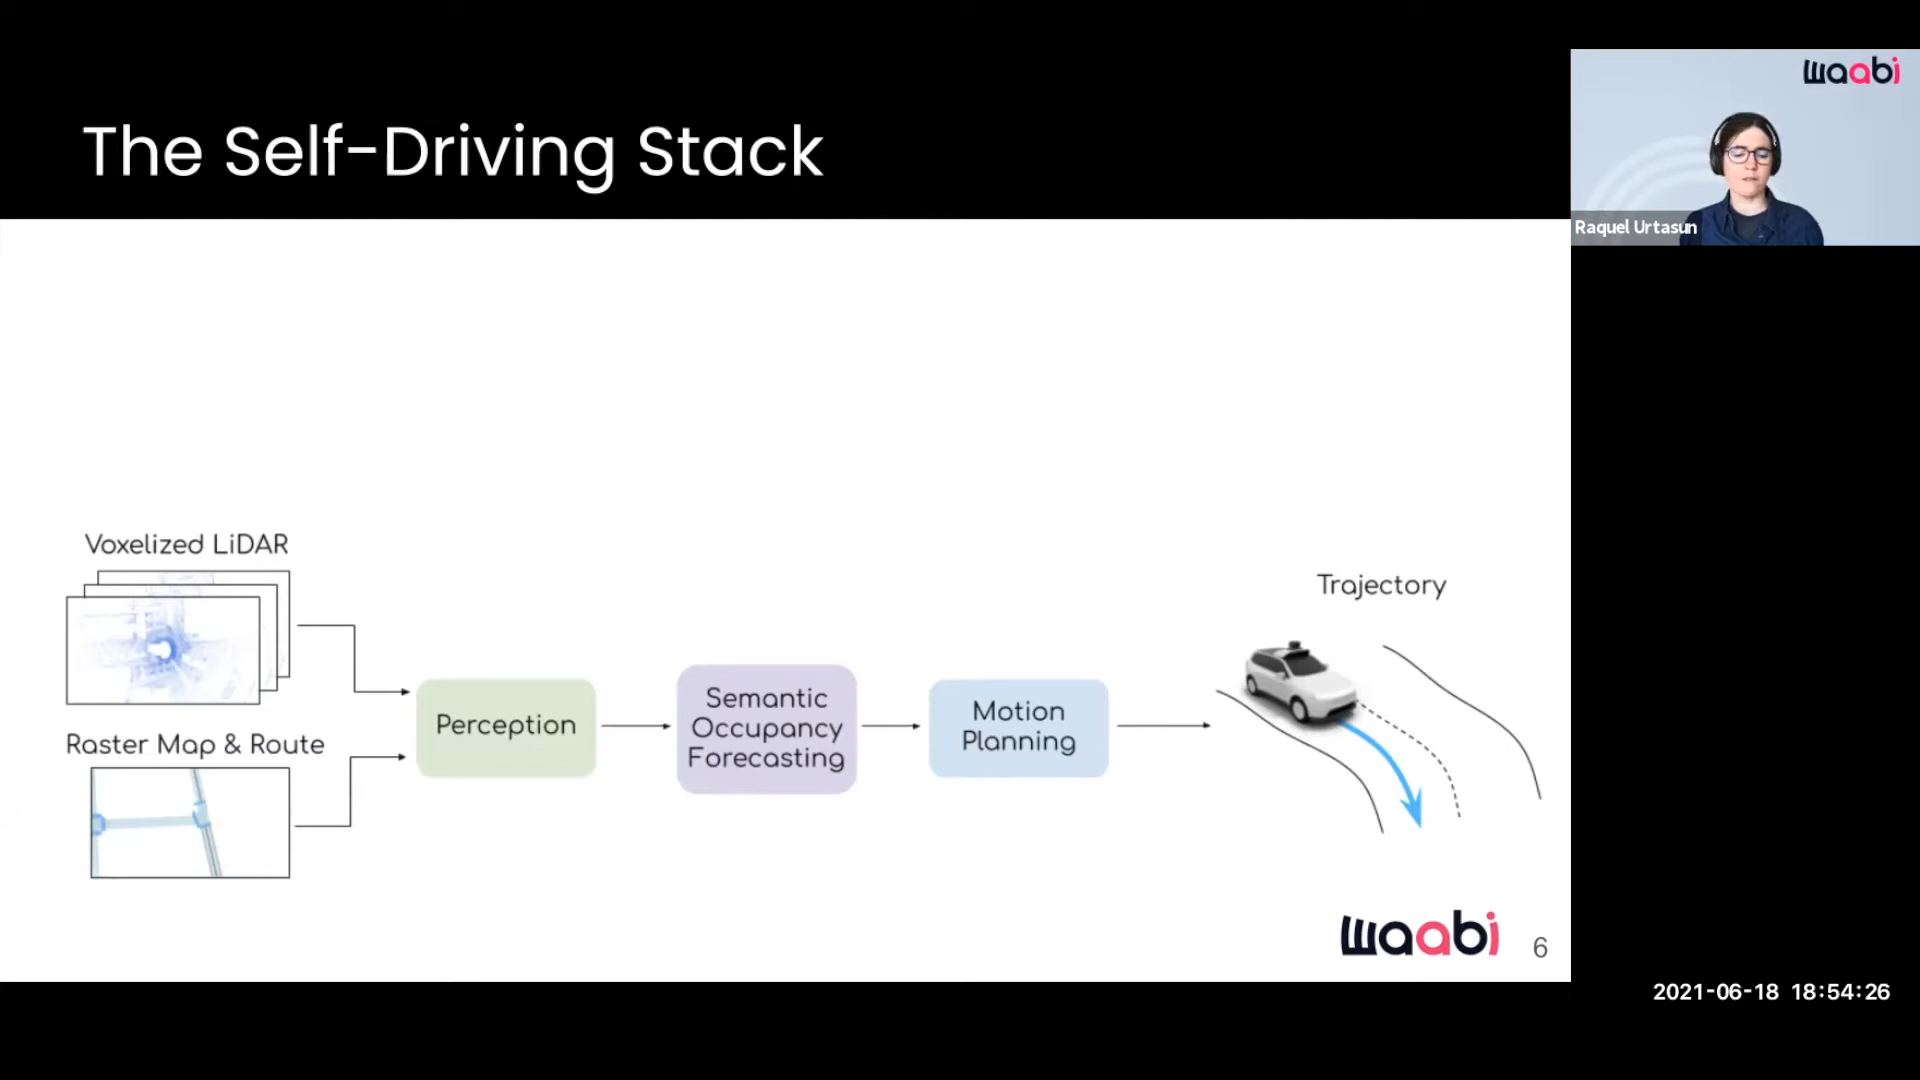 The Self-Driving Stack
waabi
Raquel Urtasun
Voxelized LiDAR
Raster Map & Route
Perception
Semantic
Occupancy
Forecasting
Motion
Planning
Trajectory
waabi
6
2021-06-18 18:54:26